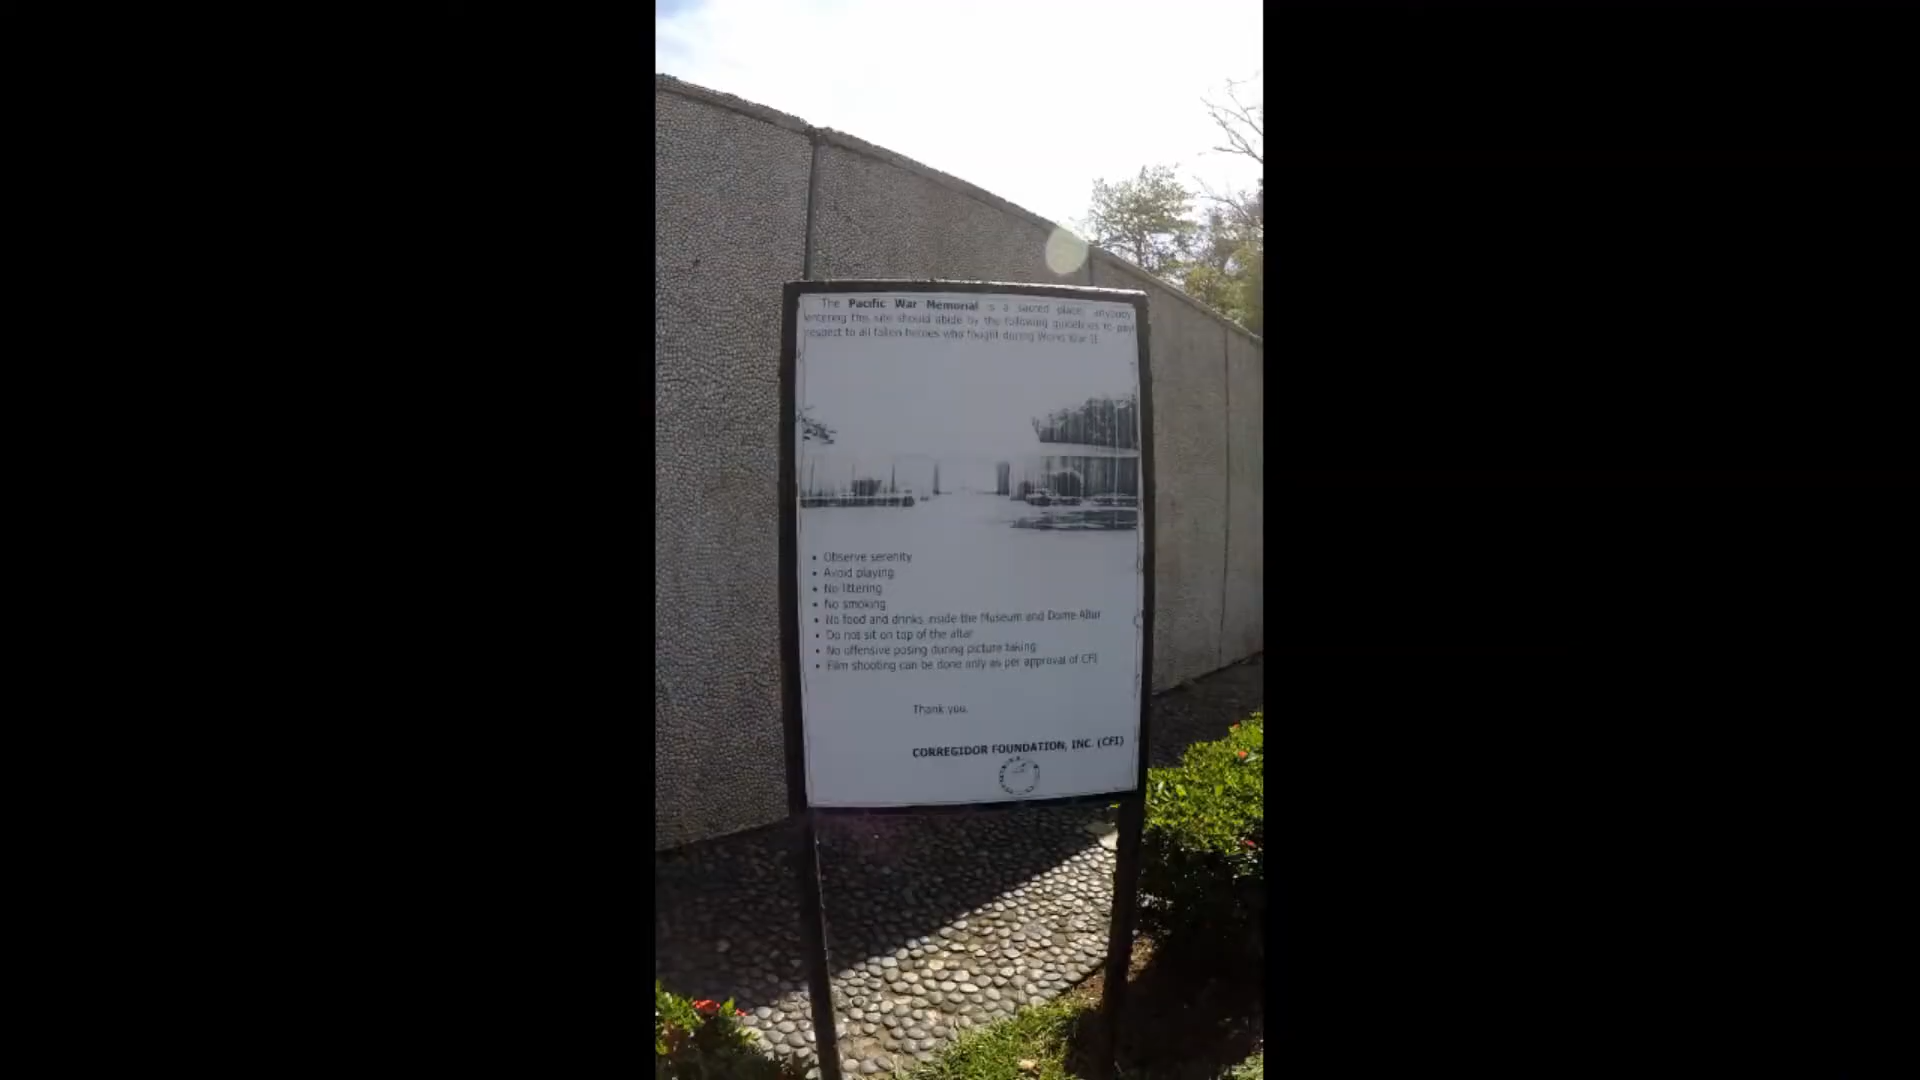 The Pacific War Memorial is a sacred place, anybody
entering this site should abide by the following guidelines to pay
respect to all fallen heroes who fought during World War II
• Observe serenity
• Avoid playing
• No littering
• No smoking
• No food and drinks inside the Museum and Dome Altar
• Do not sit on top of the altar
• No offensive posing during picture taking
• Film shooting can be done only as per approval of CFI
Thank you.
CORREGIDOR FOUNDATION, INC. (CFI)